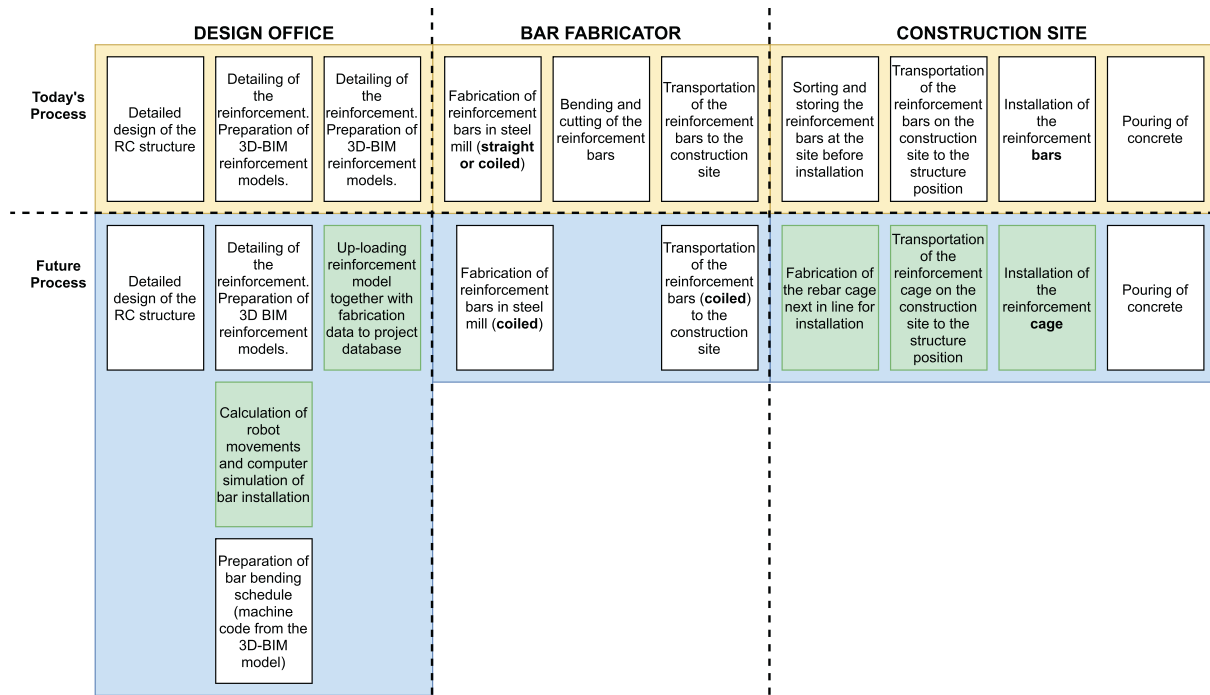 DESIGN OFFICE
BAR FABRICATOR
CONSTRUCTION SITE
Today's
Process
Detailed
design of the
RC structure
Detailing of
the
reinforcement.
Preparation of
3D-BIM
reinforcement
models.
Detailing of
the
reinforcement.
Preparation of
3D-BIM
reinforcement
models.
Fabrication of
reinforcement
bars in steel
mill (straight
or coiled)
Bending and
cutting of the
reinforcement
bars
Transportation
of the
reinforcement
bars to the
construction
site
Sorting and
storing the
reinforcement
bars at the
site before
installation
Transportation
of the
reinforcement
bars on the
construction
site to the
structure
position
Installation of
the
reinforcement
bars
Pouring of
concrete
Future
Process
Detailed
design of the
RC structure
Detailing of
the
reinforcement.
Preparation of
3D BIM
reinforcement
models.
Up-loading
reinforcement
model
together with
fabrication
data to project
database
Fabrication of
reinforcement
bars in steel
mill (coiled)
Transportation
of the
reinforcement
bars (coiled)
to the
construction
site
Fabrication of
the rebar cage
next in line for
installation
Transportation
of the
reinforcement
cage on the
construction
site to the
structure
position
Installation of
the
reinforcement
cage
Pouring of
concrete
Calculation of
robot
movements
and computer
simulation of
bar installation
Preparation of
bar bending
schedule
(machine
code from the
3D-BIM
model)